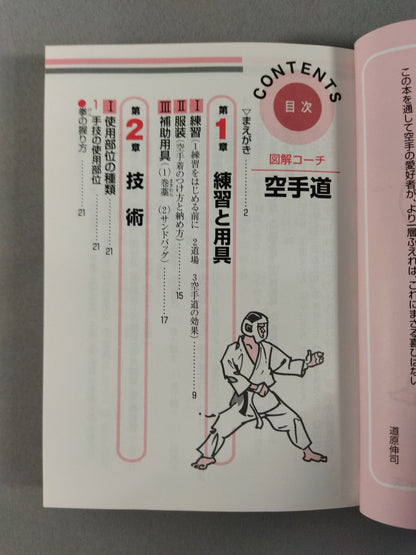 この本を通して空手の愛好者が、より一層ふえれば、これにまさる喜びはない
道原伸司
CONTENTS
目次
図解コーチ
空手道
▽まえがき……………2
第1章 練習と用具
Ⅰ 練習(1練習をはじめる前に 2道場 3空手道の効果)……………9
Ⅱ 服装(空手着のつけ方と納め方)……………15
Ⅲ 補助用具((1)巻藁 (2)サンドバッグ)……………17
第2章 技術
Ⅰ 使用部位の種類……………21
1 手技の使用部位……………21
●拳の握り方……………21